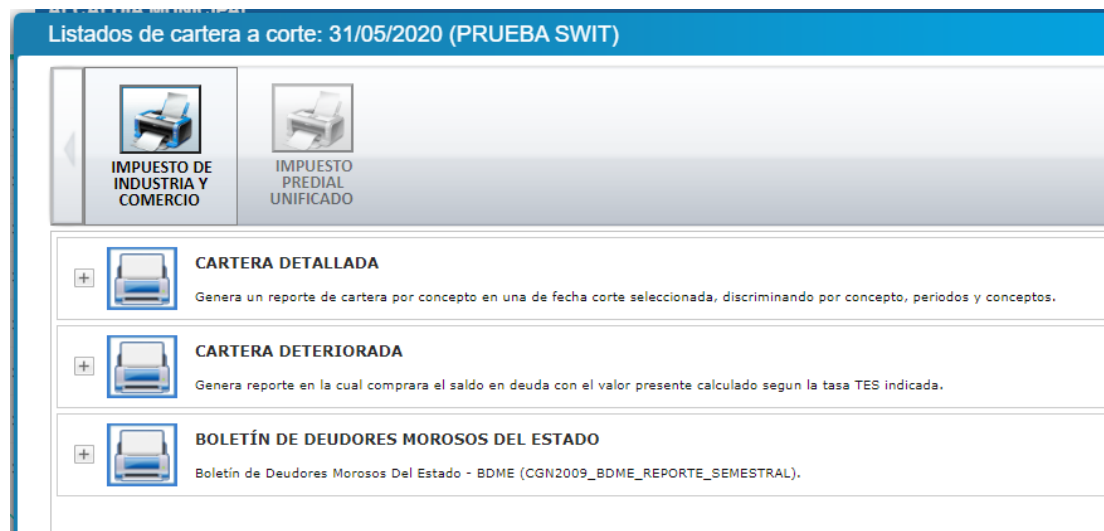 ALCALDIA MUNICIPAL
Listados de cartera a corte: 31/05/2020 (PRUEBA SWIT)
IMPUESTO DE
INDUSTRIA Y
COMERCIO
IMPUESTO
PREDIAL
UNIFICADO
CARTERA DETALLADA
Genera un reporte de cartera por concepto en una de fecha corte seleccionada, discriminando por concepto, periodos y conceptos.
CARTERA DETERIORADA
Genera reporte en la cual comprara el saldo en deuda con el valor presente calculado segun la tasa TES indicada.
BOLETÍN DE DEUDORES MOROSOS DEL ESTADO
Boletín de Deudores Morosos Del Estado - BDME (CGN2009_BDME_REPORTE_SEMESTRAL).